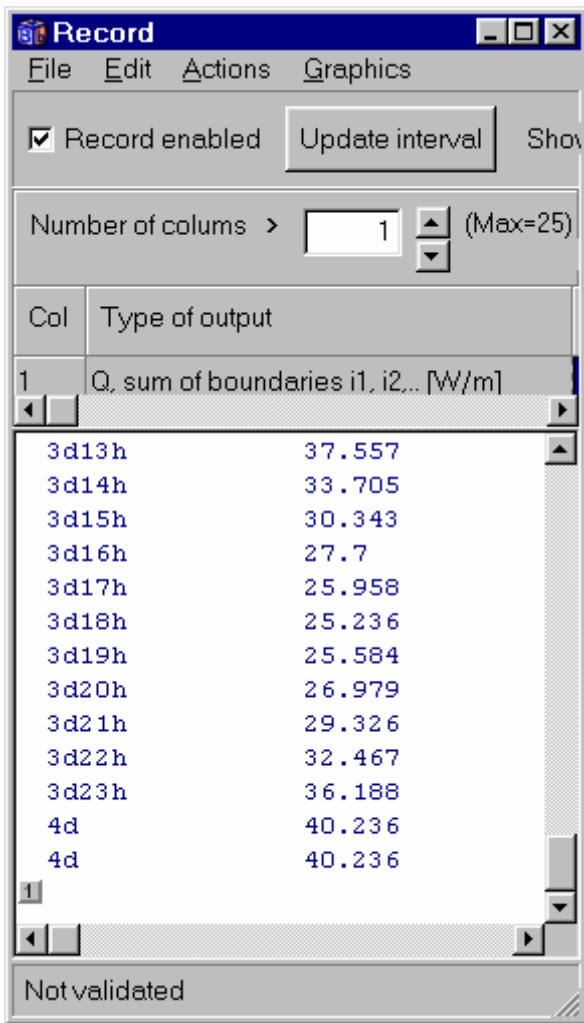 Record
File Edit Actions Graphics
Record enabled Update interval Show
Number of colums > 1 (Max=25)
Col Type of output
1 Q, sum of boundaries i1, i2,.. [W/m]
3d13h 37.557
3d14h 33.705
3d15h 30.343
3d16h 27.7
3d17h 25.958
3d18h 25.236
3d19h 25.584
3d20h 26.979
3d21h 29.326
3d22h 32.467
3d23h 36.188
4d 40.236
4d 40.236
1
Not validated